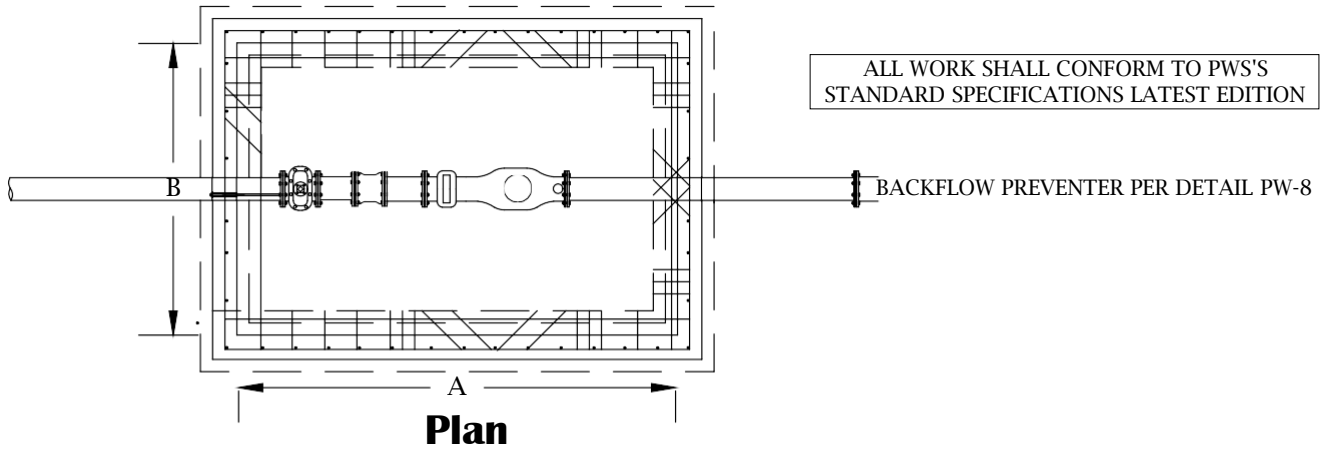 ALL WORK SHALL CONFORM TO PWS'S
STANDARD SPECIFICATIONS LATEST EDITION
B
BACKFLOW PREVENTER PER DETAIL PW-8
A
Plan